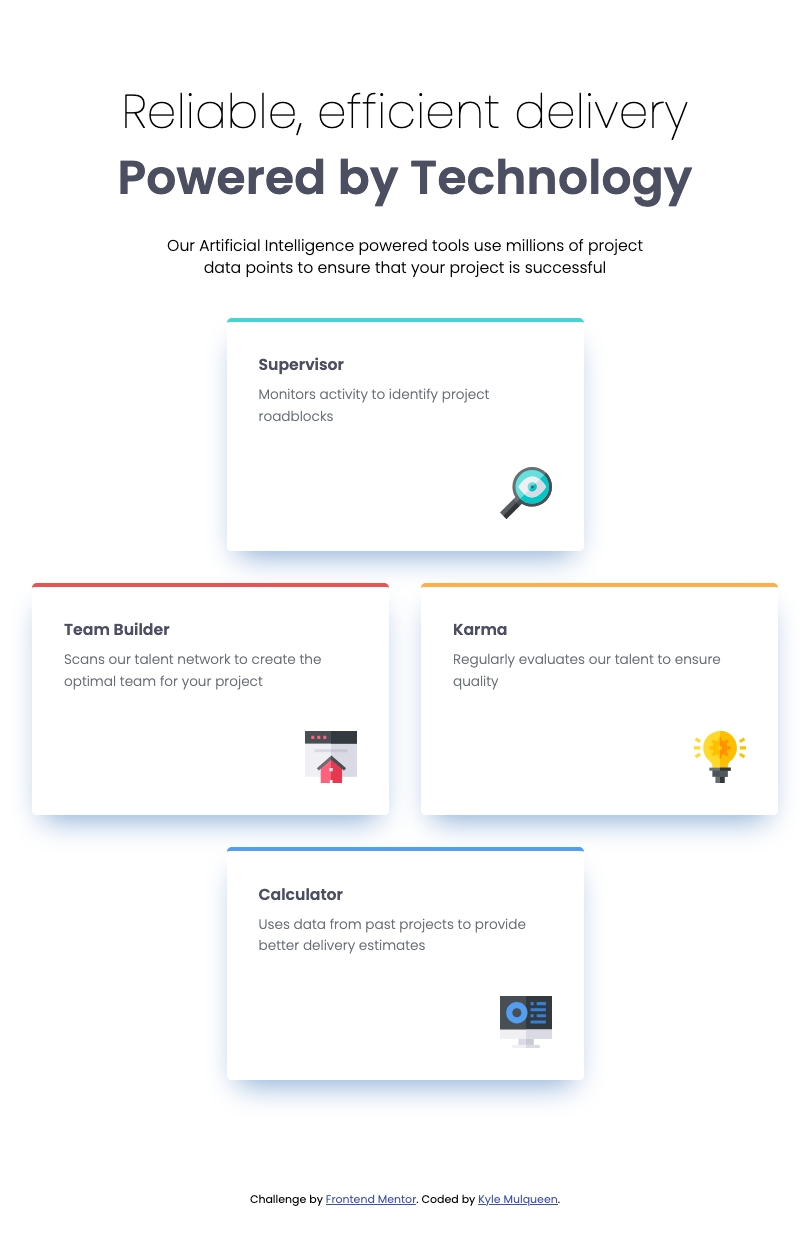 Reliable, efficient delivery
Powered by Technology
Our Artificial Intelligence powered tools use millions of project
data points to ensure that your project is successful
Supervisor
Monitors activity to identify project
roadblocks
Team Builder
Scans our talent network to create the
optimal team for your project
Karma
Regularly evaluates our talent to ensure
quality
Calculator
Uses data from past projects to provide
better delivery estimates
Challenge by Frontend Mentor. Coded by Kyle Mulqueen.